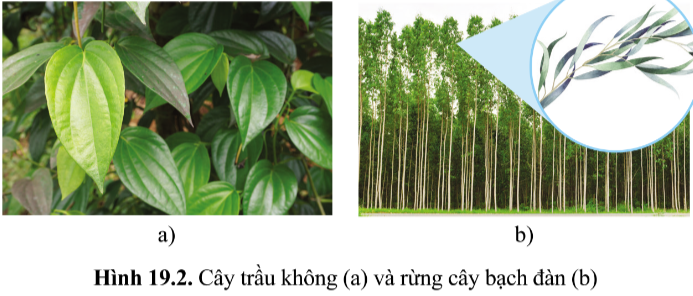 a)
b)
Hình 19.2. Cây trầu không (a) và rừng cây bạch đàn (b)